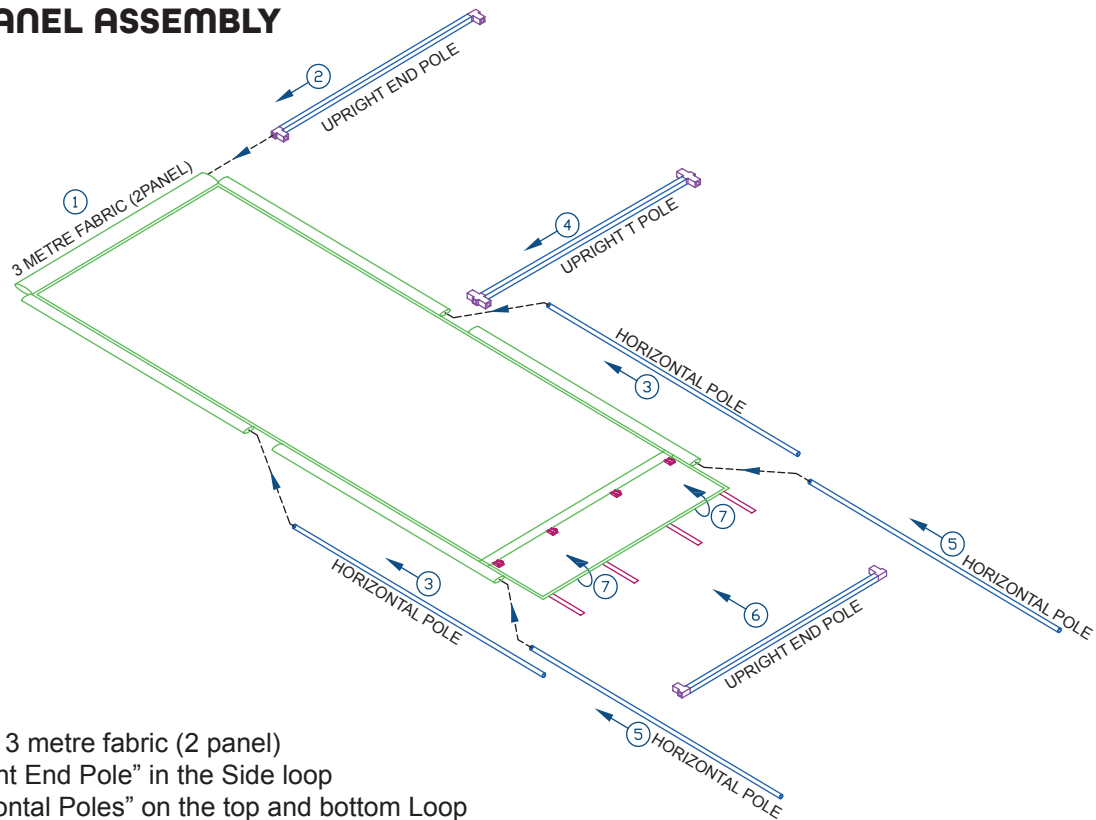 ANEL ASSEMBLY
2
UPRIGHT END POLE
1
3 METRE FABRIC (2PANEL)
4
UPRIGHT T POLE
HORIZONTAL POLE
3
7
5
HORIZONTAL POLE
3
HORIZONTAL POLE
7
6
UPRIGHT END POLE
5
HORIZONTAL POLE
3 metre fabric (2 panel)
End Pole” in the Side loop
Poles” on the top and bottom Loop